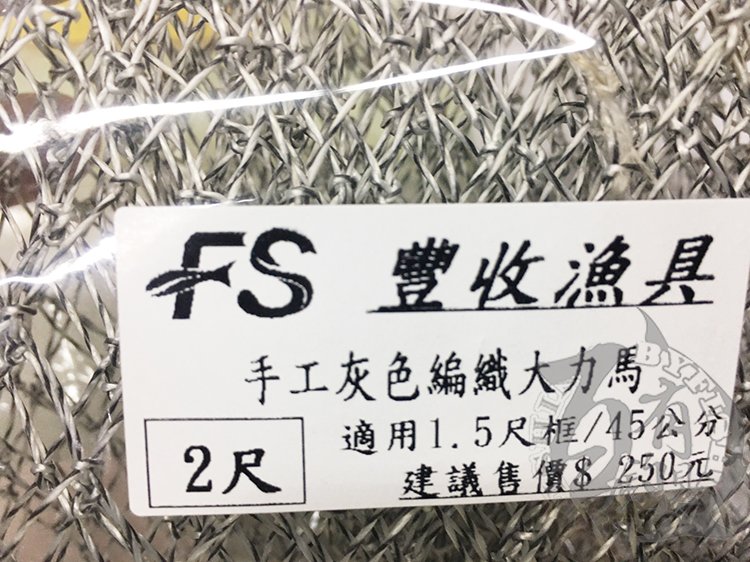 FS 豐收漁具
手工灰色編織大力馬
2尺
適用1.5尺框/45公分
建議售價$ 250元